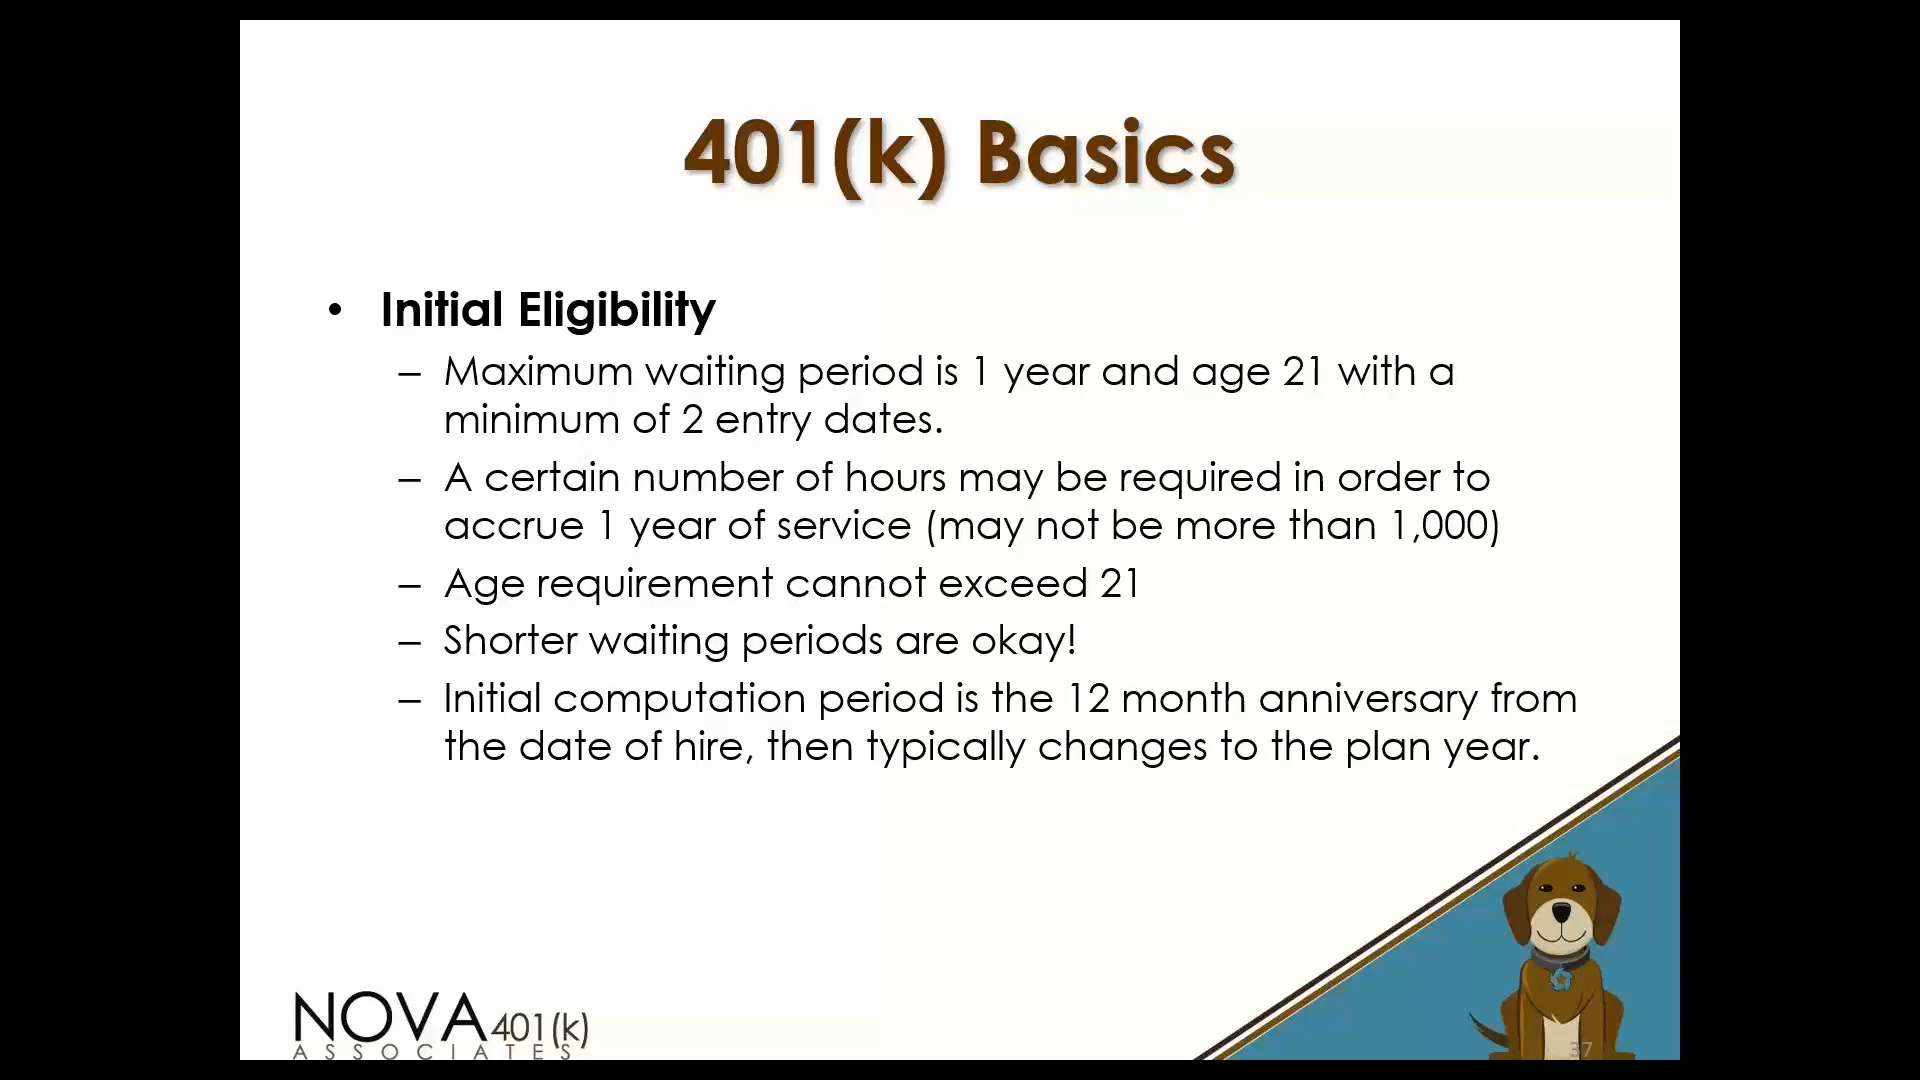 401(k) Basics
• Initial Eligibility
– Maximum waiting period is 1 year and age 21 with a
minimum of 2 entry dates.
– A certain number of hours may be required in order to
accrue 1 year of service (may not be more than 1,000)
– Age requirement cannot exceed 21
– Shorter waiting periods are okay!
– Initial computation period is the 12 month anniversary from
the date of hire, then typically changes to the plan year.
NOVA 401(k)
ASSOCIATES
37